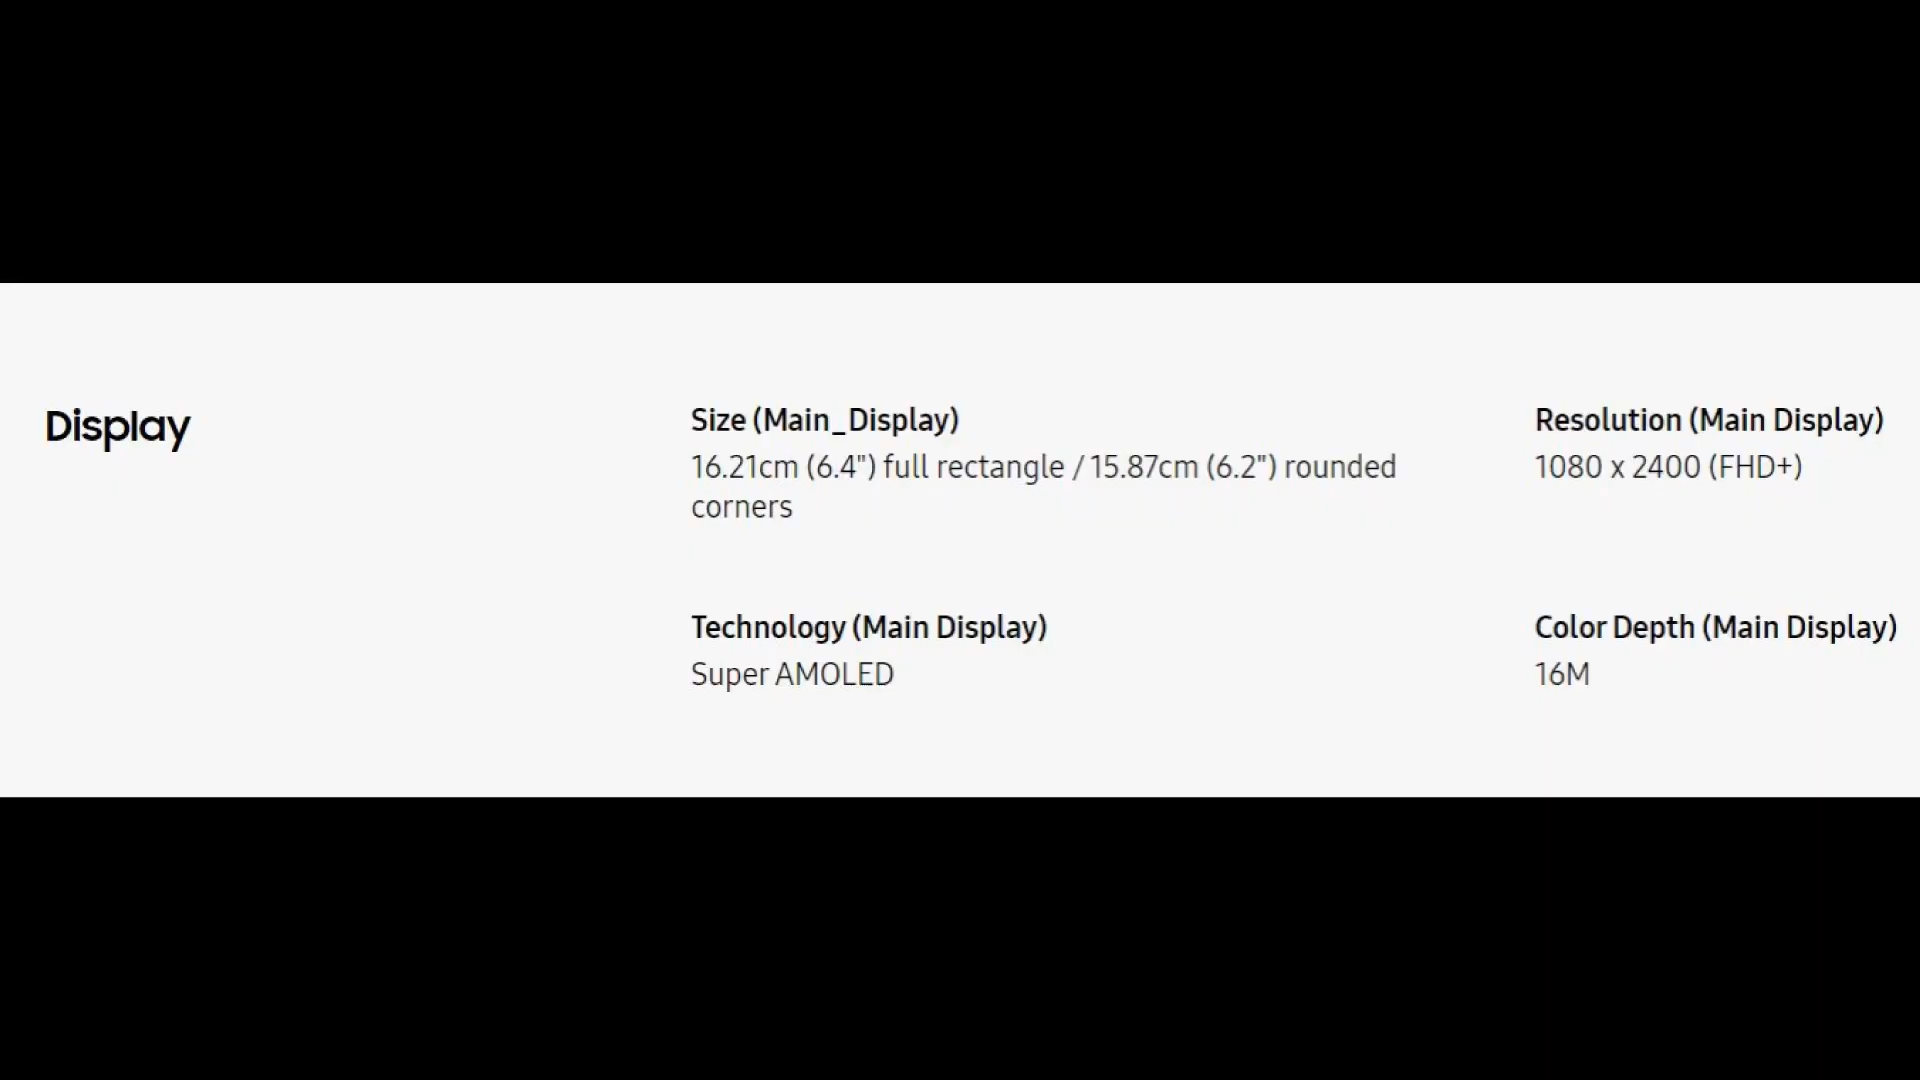 Display
Size (Main_Display)
16.21cm (6.4") full rectangle / 15.87cm (6.2") rounded
corners
Resolution (Main Display)
1080 x 2400 (FHD+)
Technology (Main Display)
Super AMOLED
Color Depth (Main Display)
16M